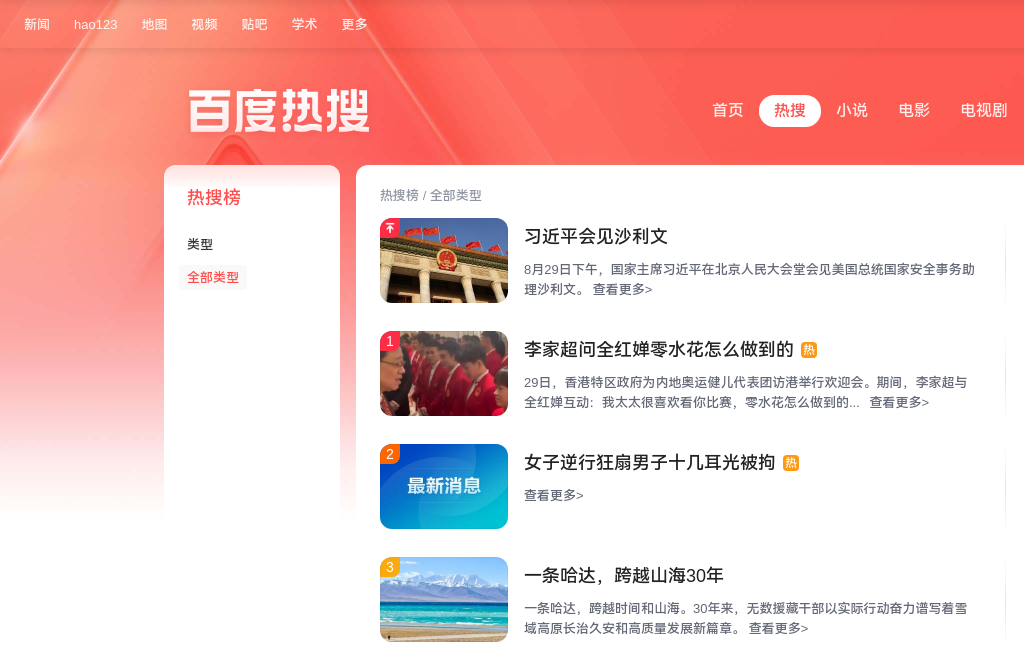 新闻 hao123 地图 视频 贴吧 学术 更多
百度热搜
首页 热搜 小说 电影 电视剧
热搜榜
类型
全部类型
热搜榜 / 全部类型
习近平会见沙利文
8月29日下午，国家主席习近平在北京人民大会堂会见美国总统国家安全事务助
理沙利文。 查看更多>
1
李家超问全红婵零水花怎么做到的 热
29日，香港特区政府为内地奥运健儿代表团访港举行欢迎会。期间，李家超与
全红婵互动：我太太很喜欢看你比赛，零水花怎么做到的... 查看更多>
2
最新消息
女子逆行狂扇男子十几耳光被拘 热
查看更多>
3
一条哈达，跨越山海30年
一条哈达，跨越时间和山海。30年来，无数援藏干部以实际行动奋力谱写着雪
域高原长治久安和高质量发展新篇章。 查看更多>